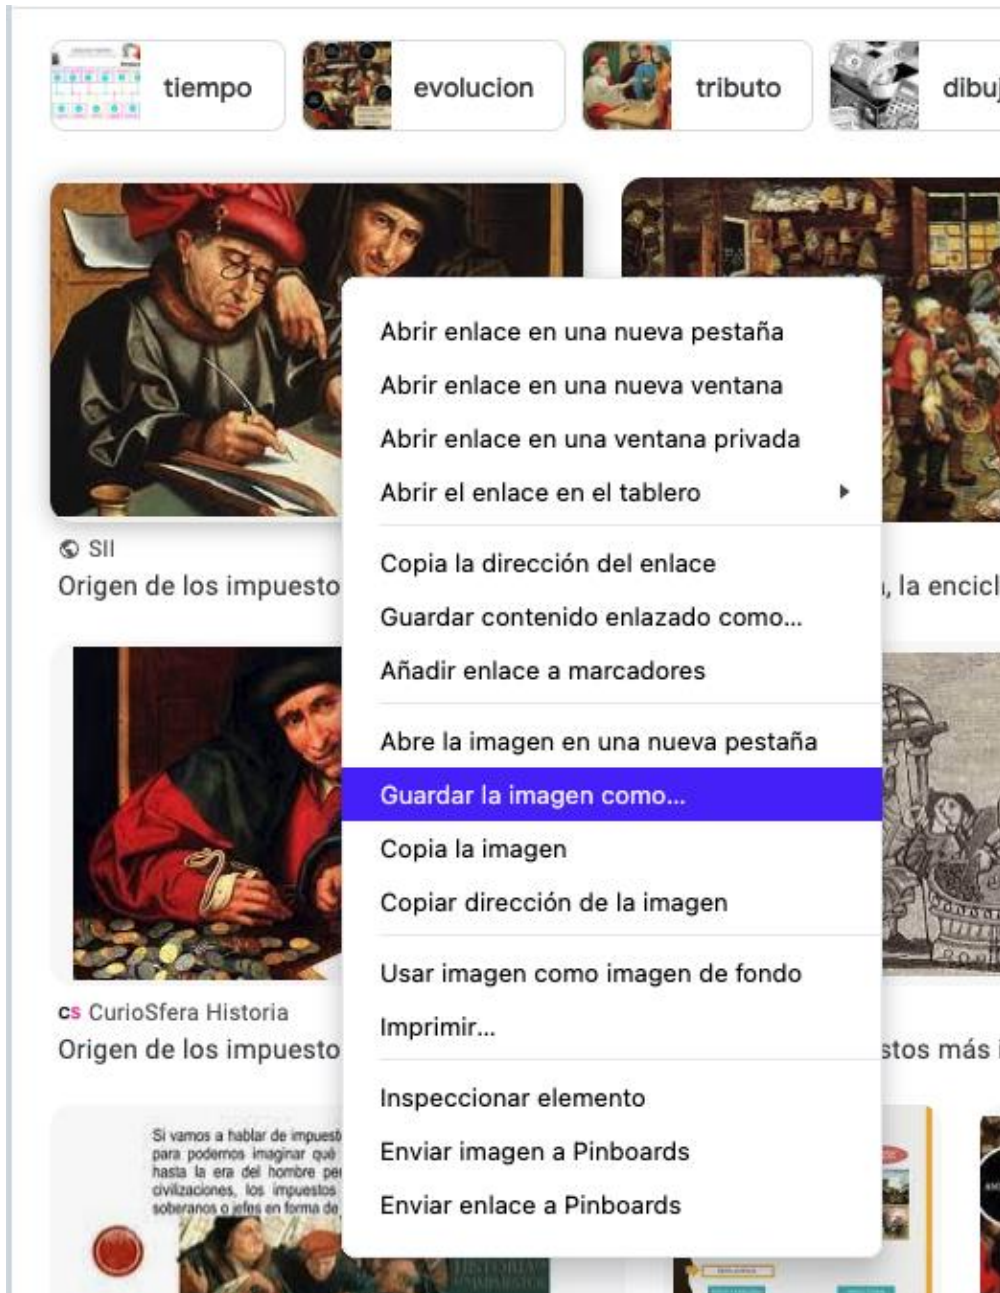 tiempo
evolucion
tributo
dibuj
Abrir enlace en una nueva pestaña
Abrir enlace en una nueva ventana
Abrir enlace en una ventana privada
Abrir el enlace en el tablero
SII
Origen de los impuesto
Copia la dirección del enlace
, la encicl
Guardar contenido enlazado como...
Añadir enlace a marcadores
Abre la imagen en una nueva pestaña
Guardar la imagen como...
Copia la imagen
Copiar dirección de la imagen
Usar imagen como imagen de fondo
cs CurioSfera Historia
Imprimir...
Origen de los impuesto
stos más i
Inspeccionar elemento
Enviar imagen a Pinboards
Enviar enlace a Pinboards
Si vamos a hablar de impuest
para podernos imaginar qué
hasta la era del hombre per
civilizaciones, los impuestos
soberanos o jefes en forma de
HISTORIA